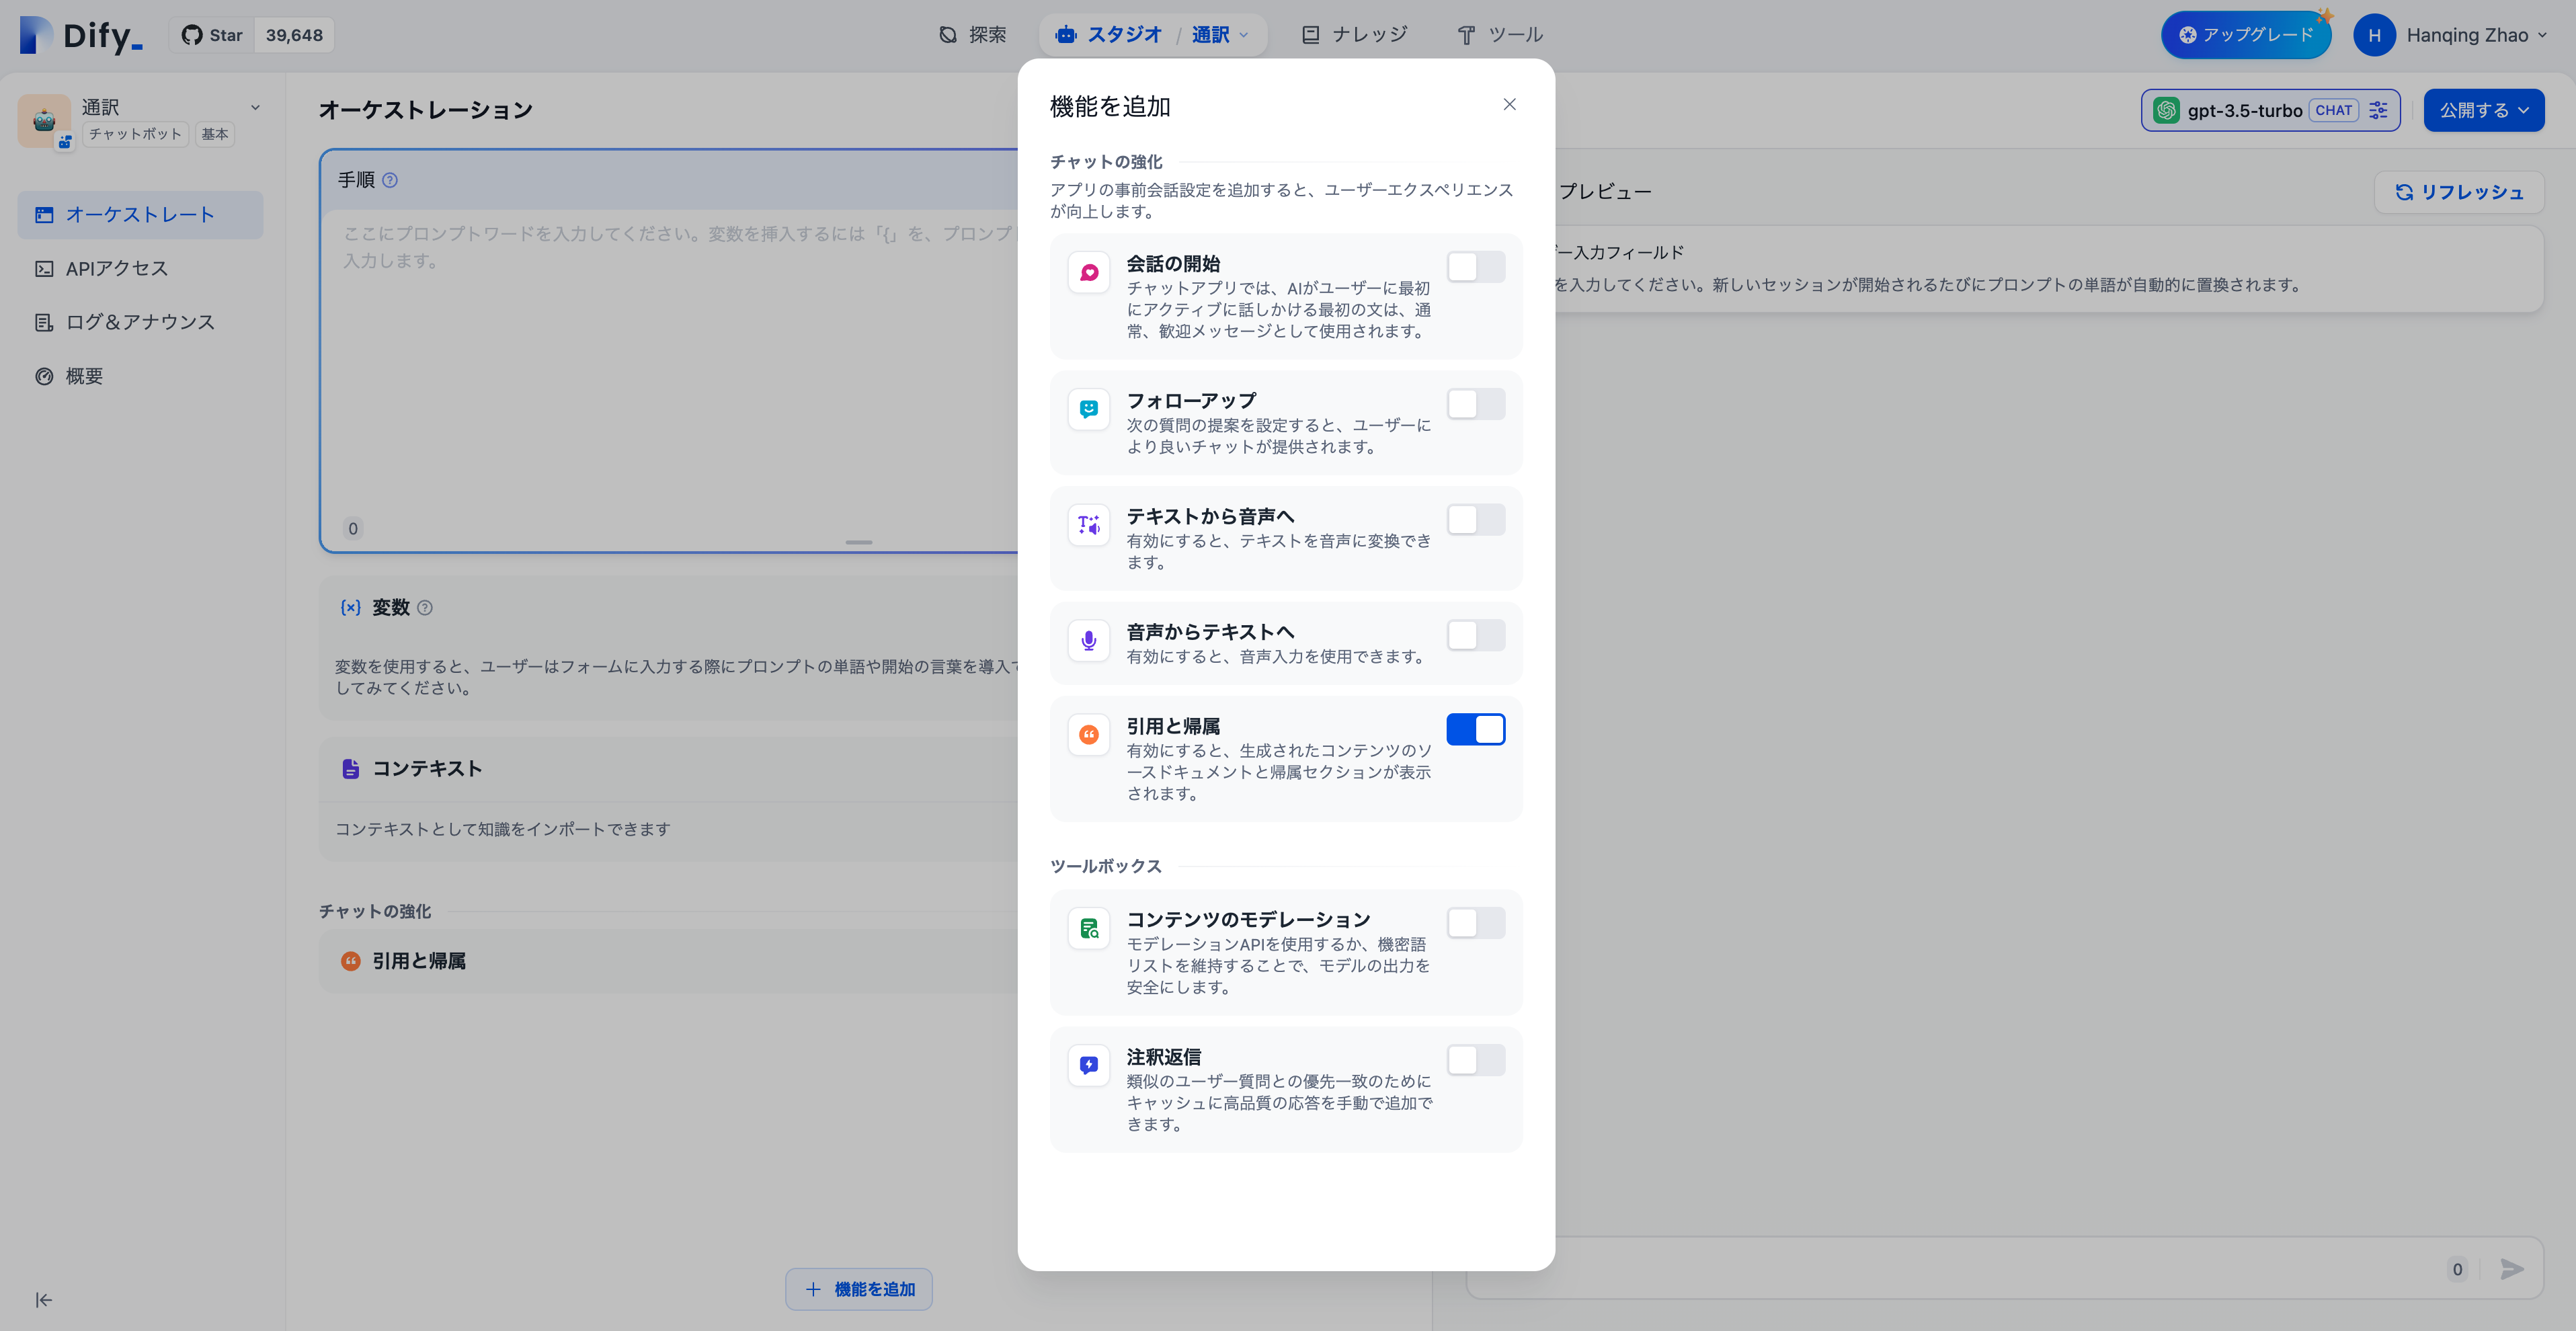 Dify_
Star 39,648
探索
スタジオ / 通訳
ナレッジ
ツール
アップグレード
H Hanqing Zhao
通訳
チャットボット 基本
オーケストレート
APIアクセス
ログ＆アナウンス
概要
オーケストレーション
手順
ここにプロンプトワードを入力してください。変数を挿入するには「{」を、プロンプ
入力します。
0
変数
変数を使用すると、ユーザーはフォームに入力する際にプロンプトの単語や開始の言葉を導入
してみてください。
コンテキスト
コンテキストとして知識をインポートできます
チャットの強化
引用と帰属
機能を追加
機能を追加
チャットの強化
アプリの事前会話設定を追加すると、ユーザーエクスペリエンス
が向上します。
会話の開始
チャットアプリでは、AIがユーザーに最初
にアクティブに話しかける最初の文は、通
常、歓迎メッセージとして使用されます。
フォローアップ
次の質問の提案を設定すると、ユーザーに
より良いチャットが提供されます。
テキストから音声へ
有効にすると、テキストを音声に変換でき
ます。
音声からテキストへ
有効にすると、音声入力を使用できます。
引用と帰属
有効にすると、生成されたコンテンツのソ
ースドキュメントと帰属セクションが表示
されます。
ツールボックス
コンテンツのモデレーション
モデレーションAPIを使用するか、機密語
リストを維持することで、モデルの出力を
安全にします。
注釈返信
類似のユーザー質問との優先一致のために
キャッシュに高品質の応答を手動で追加で
きます。
gpt-3.5-turbo CHAT
公開する
プレビュー
リフレッシュ
ー入力フィールド
を入力してください。新しいセッションが開始されるたびにプロンプトの単語が自動的に置換されます。
0